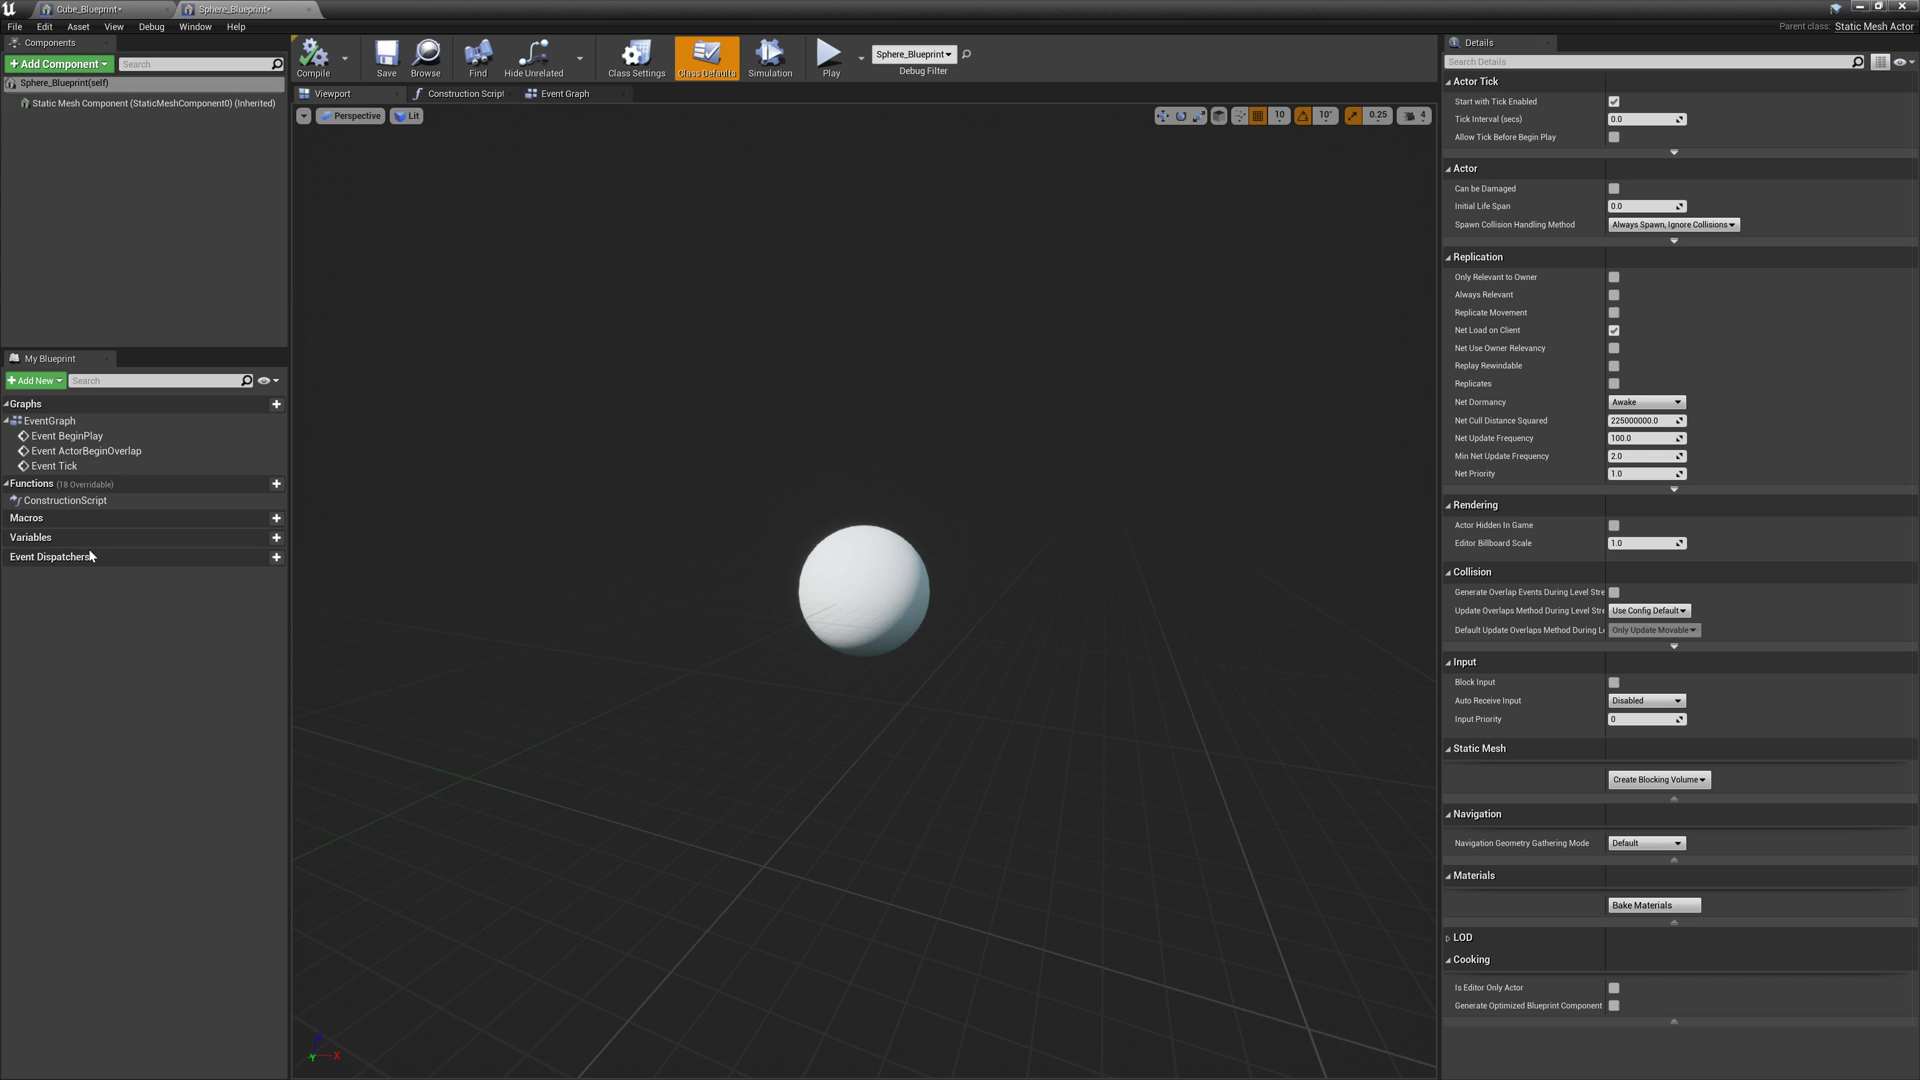 Cube_Blueprint*
Sphere_Blueprint*
File Edit Asset View Debug Window Help
Parent class: Static Mesh Actor
Components
+ Add Component
Search
Sphere_Blueprint(self)
Static Mesh Component (StaticMeshComponent0) (Inherited)
My Blueprint
+ Add New
Search
Graphs
EventGraph
Event BeginPlay
Event ActorBeginOverlap
Event Tick
Functions (18 Overridable)
ConstructionScript
Macros
Variables
Event Dispatchers
Compile Save Browse Find Hide Unrelated Class Settings Class Defaults Simulation Play
Sphere_Blueprint
Debug Filter
Viewport Construction Script Event Graph
Perspective Lit
10 10° 0.25 4
X
Y
Details
Search Details
Actor Tick
Start with Tick Enabled
Tick Interval (secs) 0.0
Allow Tick Before Begin Play
Actor
Can be Damaged
Initial Life Span 0.0
Spawn Collision Handling Method Always Spawn, Ignore Collisions
Replication
Only Relevant to Owner
Always Relevant
Replicate Movement
Net Load on Client
Net Use Owner Relevancy
Replay Rewindable
Replicates
Net Dormancy Awake
Net Cull Distance Squared 225000000.0
Net Update Frequency 100.0
Min Net Update Frequency 2.0
Net Priority 1.0
Rendering
Actor Hidden In Game
Editor Billboard Scale 1.0
Collision
Generate Overlap Events During Level Stre
Update Overlaps Method During Level Stre Use Config Default
Default Update Overlaps Method During L Only Update Movable
Input
Block Input
Auto Receive Input Disabled
Input Priority 0
Static Mesh
Create Blocking Volume
Navigation
Navigation Geometry Gathering Mode Default
Materials
Bake Materials
LOD
Cooking
Is Editor Only Actor
Generate Optimized Blueprint Component